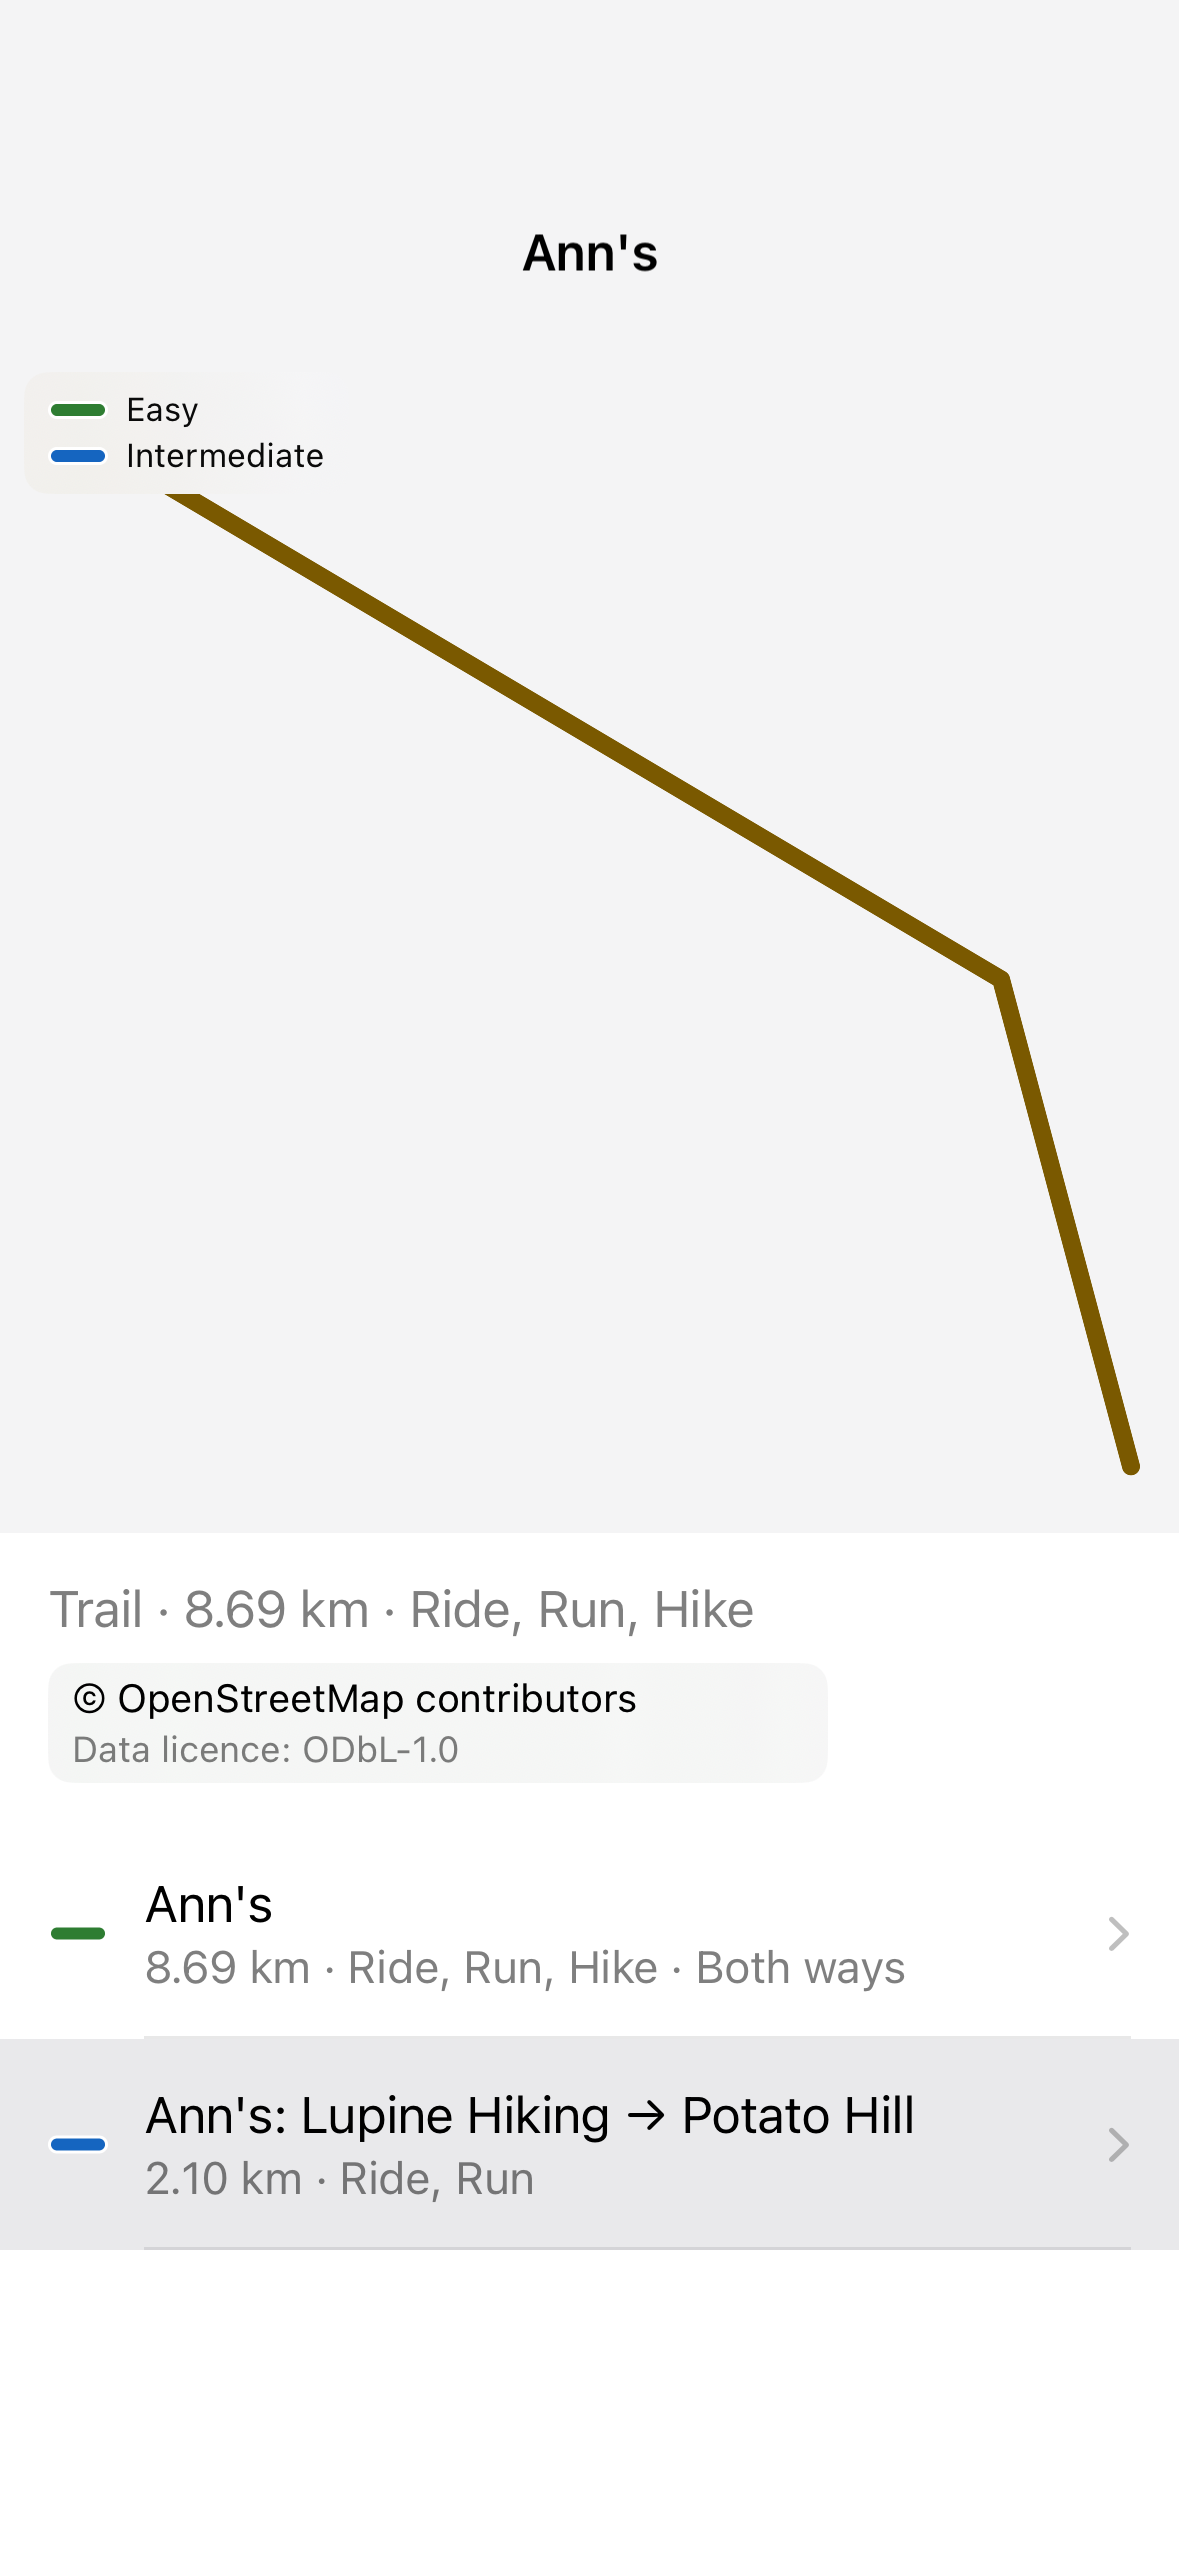 Ann's
Easy
Intermediate
Trail · 8.69 km · Ride, Run, Hike
© OpenStreetMap contributors
Data licence: ODbL-1.0
Ann's
8.69 km · Ride, Run, Hike · Both ways
Ann's: Lupine Hiking → Potato Hill
2.10 km · Ride, Run